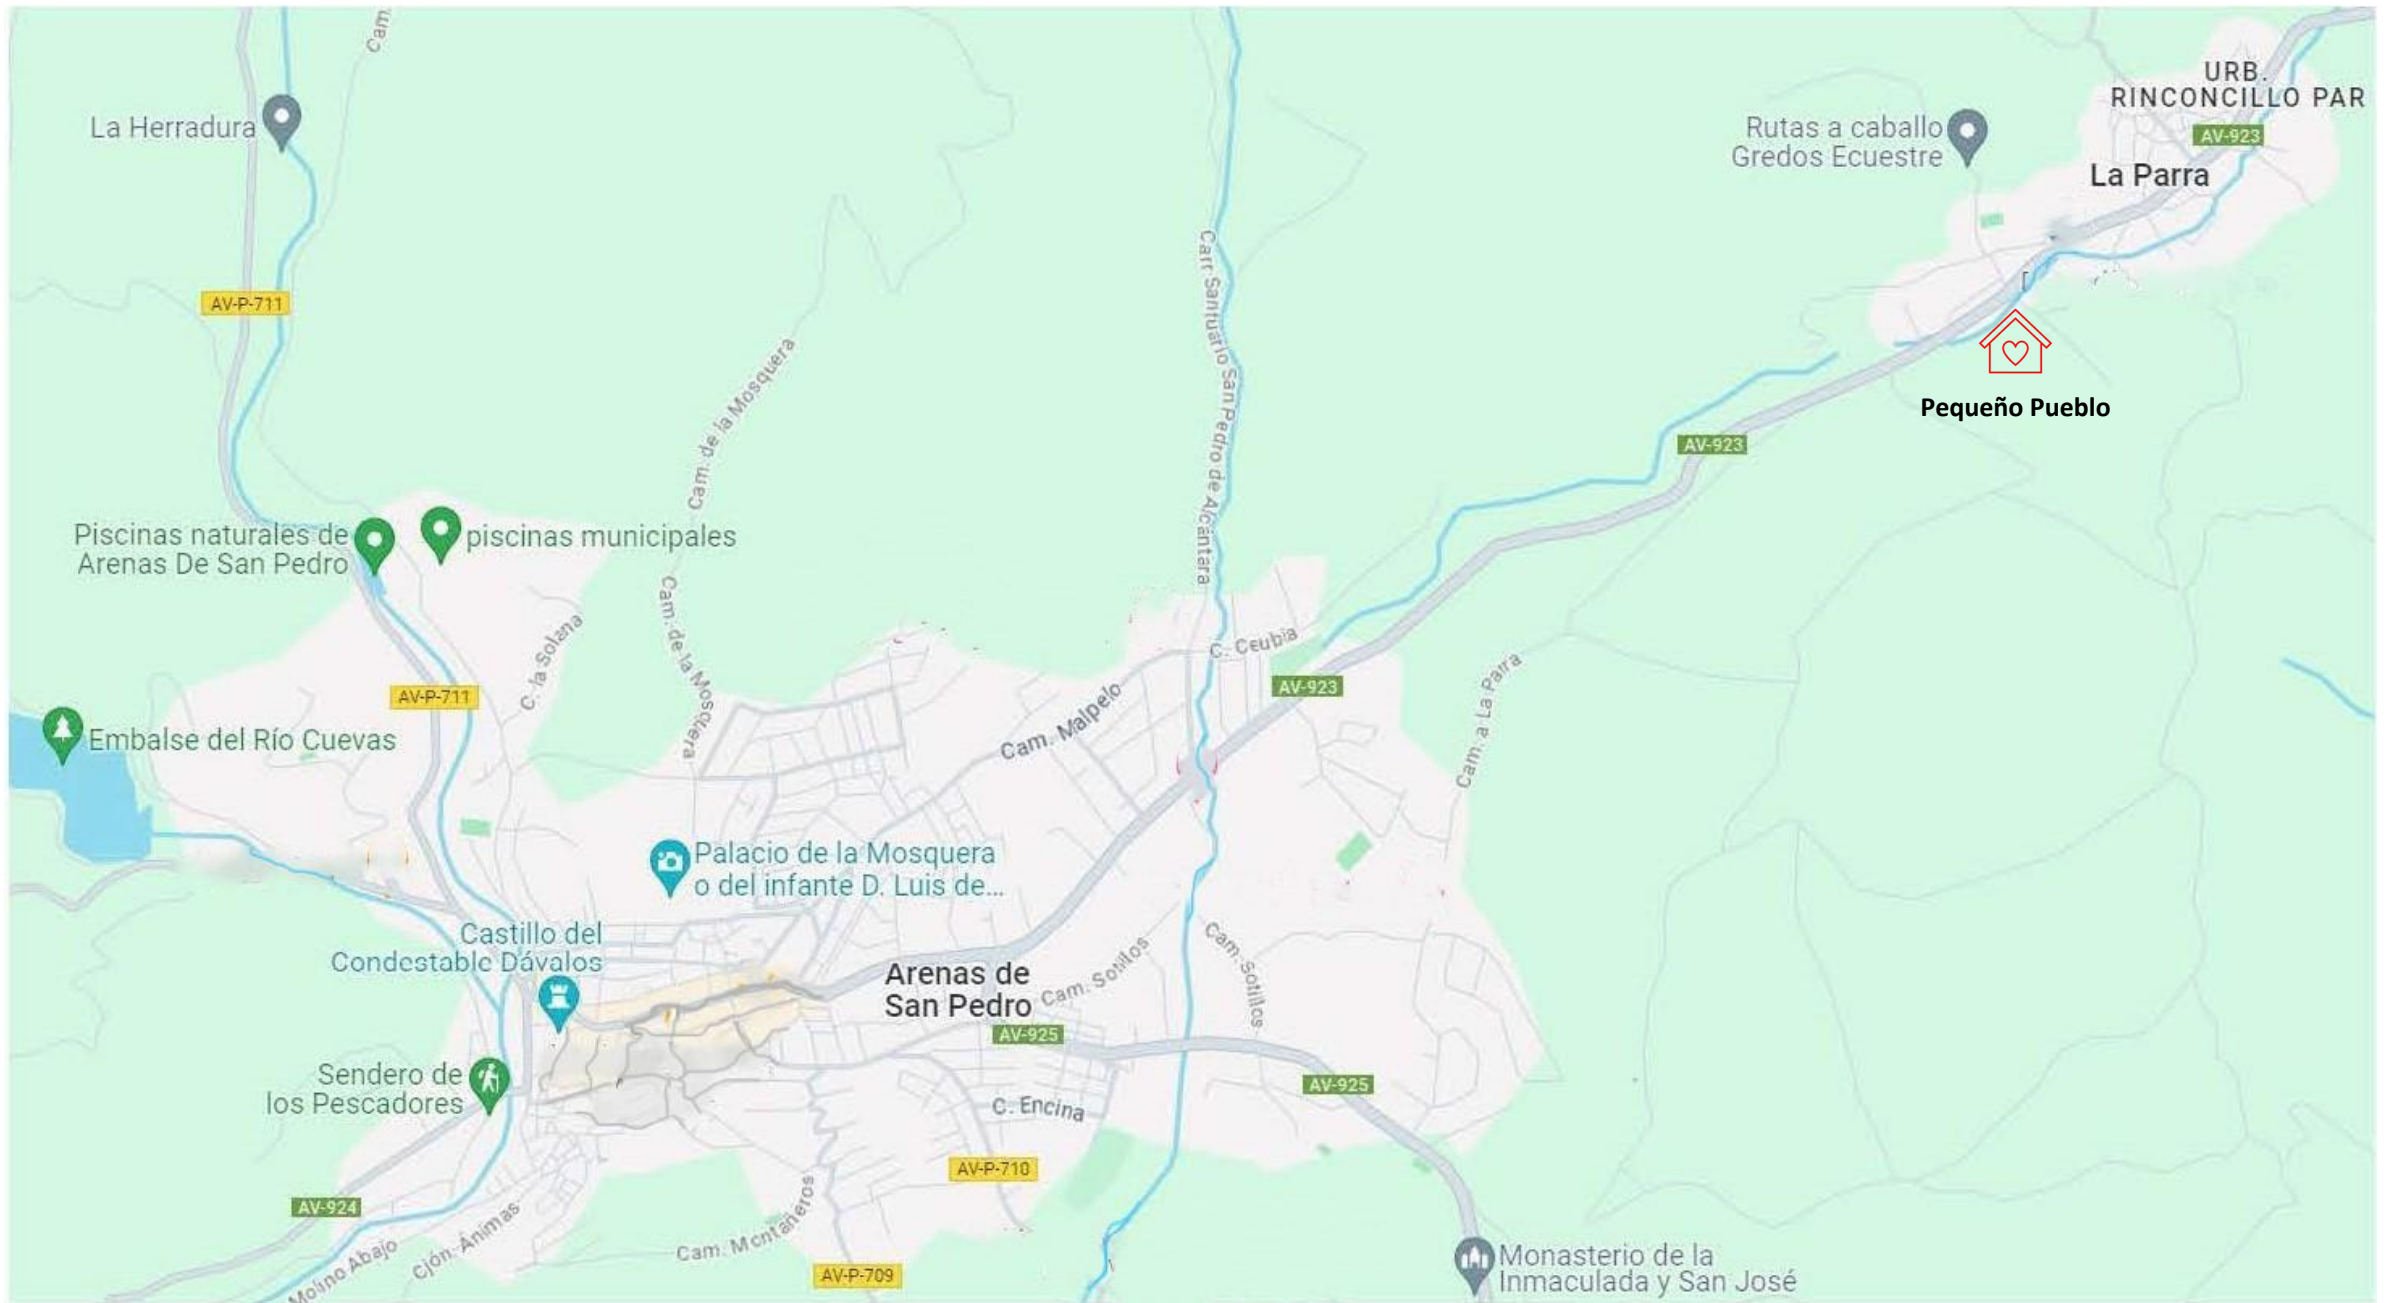 Cam.
URB.
RINCONCILLO PAR
La Herradura
Rutas a caballo
Gredos Ecuestre
AV-923
La Parra
Carr Santuario San Pedro de Alcántara
AV-P-711
Cam. de la Mosquera
Pequeño Pueblo
AV-923
Piscinas naturales de
Arenas De San Pedro
piscinas municipales
C. la Solana
Cam. de la Mosquera
C. Ceubia
AV-P-711
Cam. Malpelo
AV-923
Cam. a La Parra
Embalse del Río Cuevas
Palacio de la Mosquera
o del infante D. Luis de...
Castillo del
Condestable Dávalos
Arenas de
San Pedro
Cam. Sotillos
Cam. Sotillos
AV-925
Sendero de
los Pescadores
AV-925
C. Encina
AV-P-710
AV-924
Cjón. Ánimas
Cam. Montañeros
Molino Abajo
AV-P-709
Monasterio de la
Inmaculada y San José